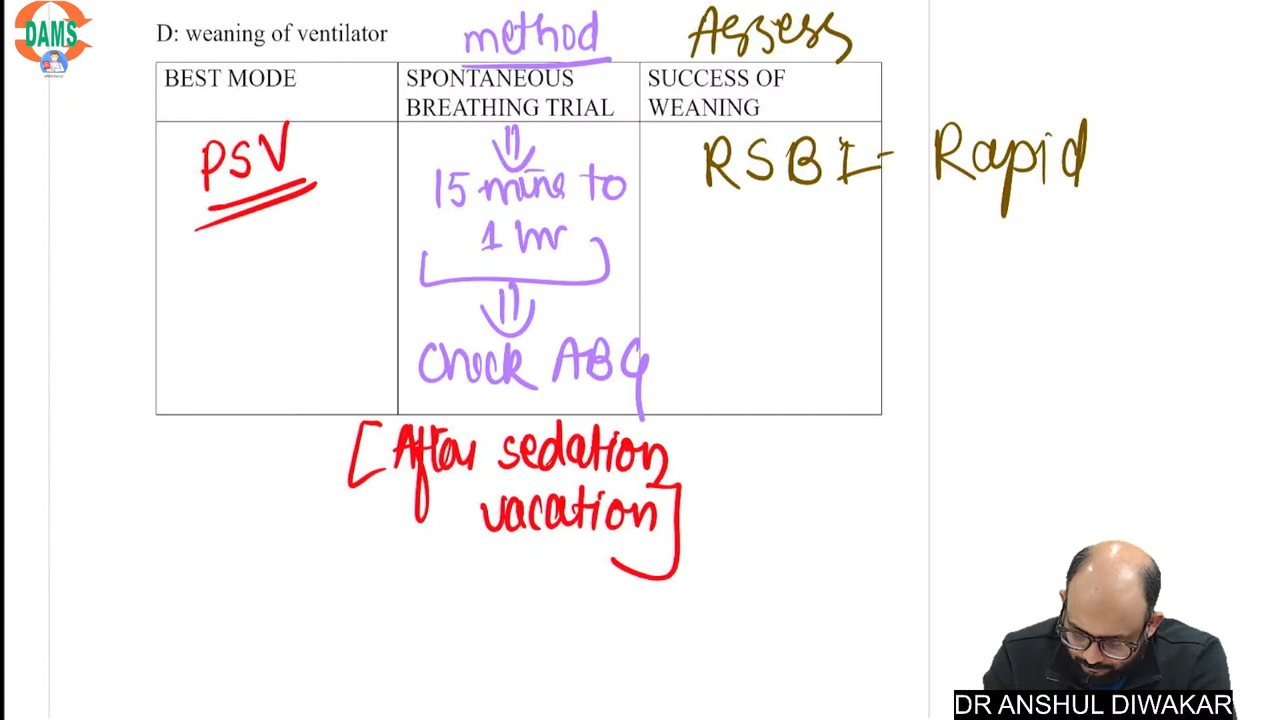 DAMS
D: weaning of ventilator
method
Assess
BEST MODE
SPONTANEOUS
BREATHING TRIAL
SUCCESS OF
WEANING
PSV
15 mins to
1 hr
Check ABG
RSBI - Rapid
[After sedation
vacation]
DR ANSHUL DIWAKAR